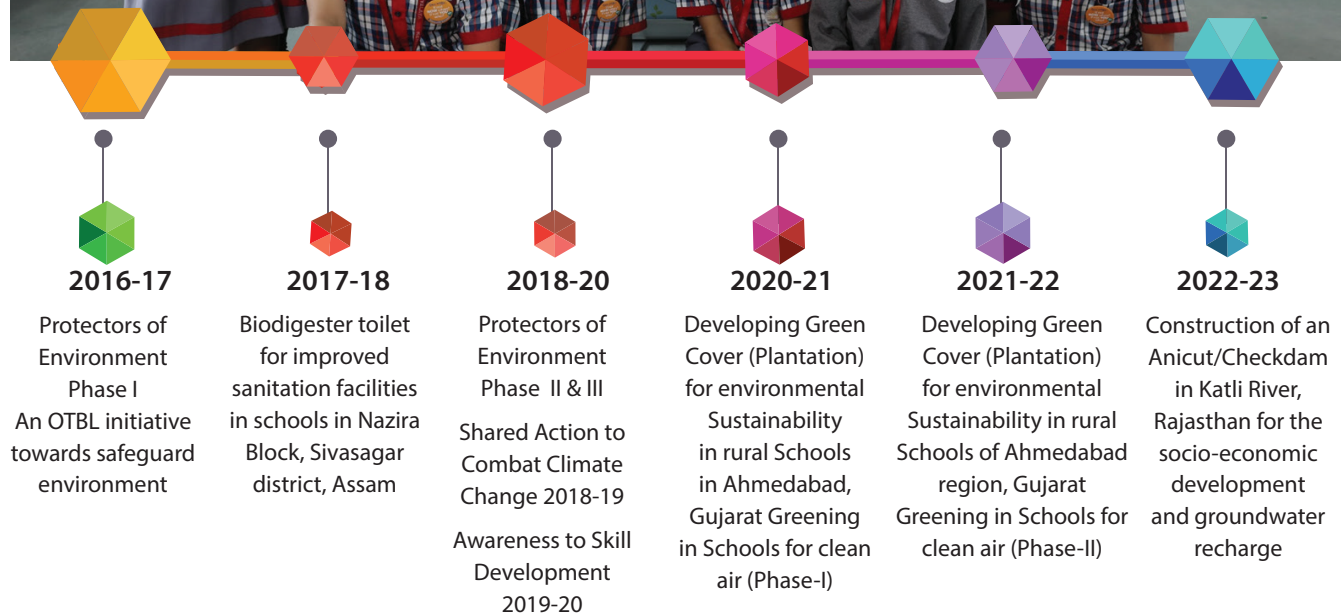 2016-17
Protectors of
Environment
Phase I
An OTBL initiative
towards safeguard
environment
2017-18
Biodigester toilet
for improved
sanitation facilities
in schools in Nazira
Block, Sivasagar
district, Assam
2018-20
Protectors of
Environment
Phase II & III
Shared Action to
Combat Climate
Change 2018-19
Awareness to Skill
Development
2019-20
2020-21
Developing Green
Cover (Plantation)
for environmental
Sustainability
in rural Schools
in Ahmedabad,
Gujarat Greening
in Schools for clean
air (Phase-I)
2021-22
Developing Green
Cover (Plantation)
for environmental
Sustainability in rural
Schools of Ahmedabad
region, Gujarat
Greening in Schools for
clean air (Phase-II)
2022-23
Construction of an
Anicut/Checkdam
in Katli River,
Rajasthan for the
socio-economic
development
and groundwater
recharge